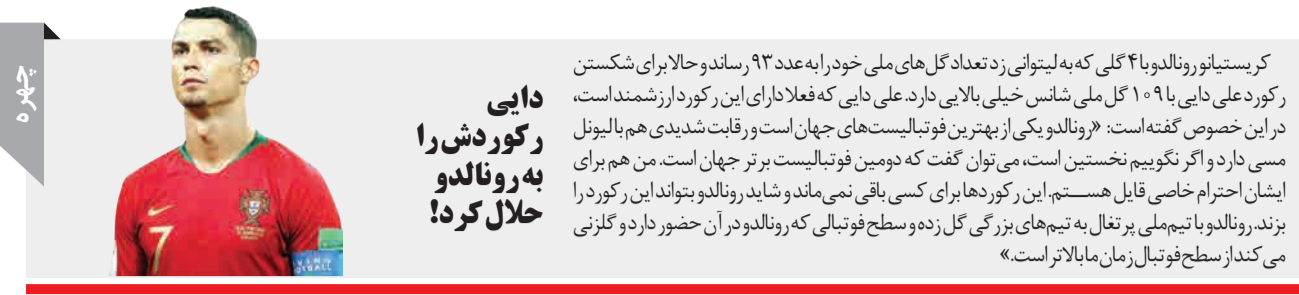 چهره
دایی
رکوردش را
به رونالدو
حلال کرد!
کریستیانو رونالدو با ۴ گلی که به لیتوانی زد تعداد گل‌های ملی خود را به عدد ۹۳ رساند و حالا برای شکستن
رکورد علی دایی با ۱۰۹ گل ملی شانس خیلی بالایی دارد. علی دایی که فعلا دارای این رکورد ارزشمند است،
در این خصوص گفته است: «رونالدو یکی از بهترین فوتبالیست‌های جهان است و رقابت شدیدی هم با لیونل
مسی دارد و اگر نگوییم نخستین است، می‌توان گفت که دومین فوتبالیست برتر جهان است. من هم برای
ایشان احترام خاصی قایل هستم. این رکوردها برای کسی باقی نمی‌ماند و شاید رونالدو بتواند این رکورد را
بزند. رونالدو با تیم‌ملی پرتغال به تیم‌های بزرگی گل زده و سطح فوتبالی که رونالدو در آن حضور دارد و گلزنی
می‌کند از سطح فوتبال زمان ما بالاتر است.»
7